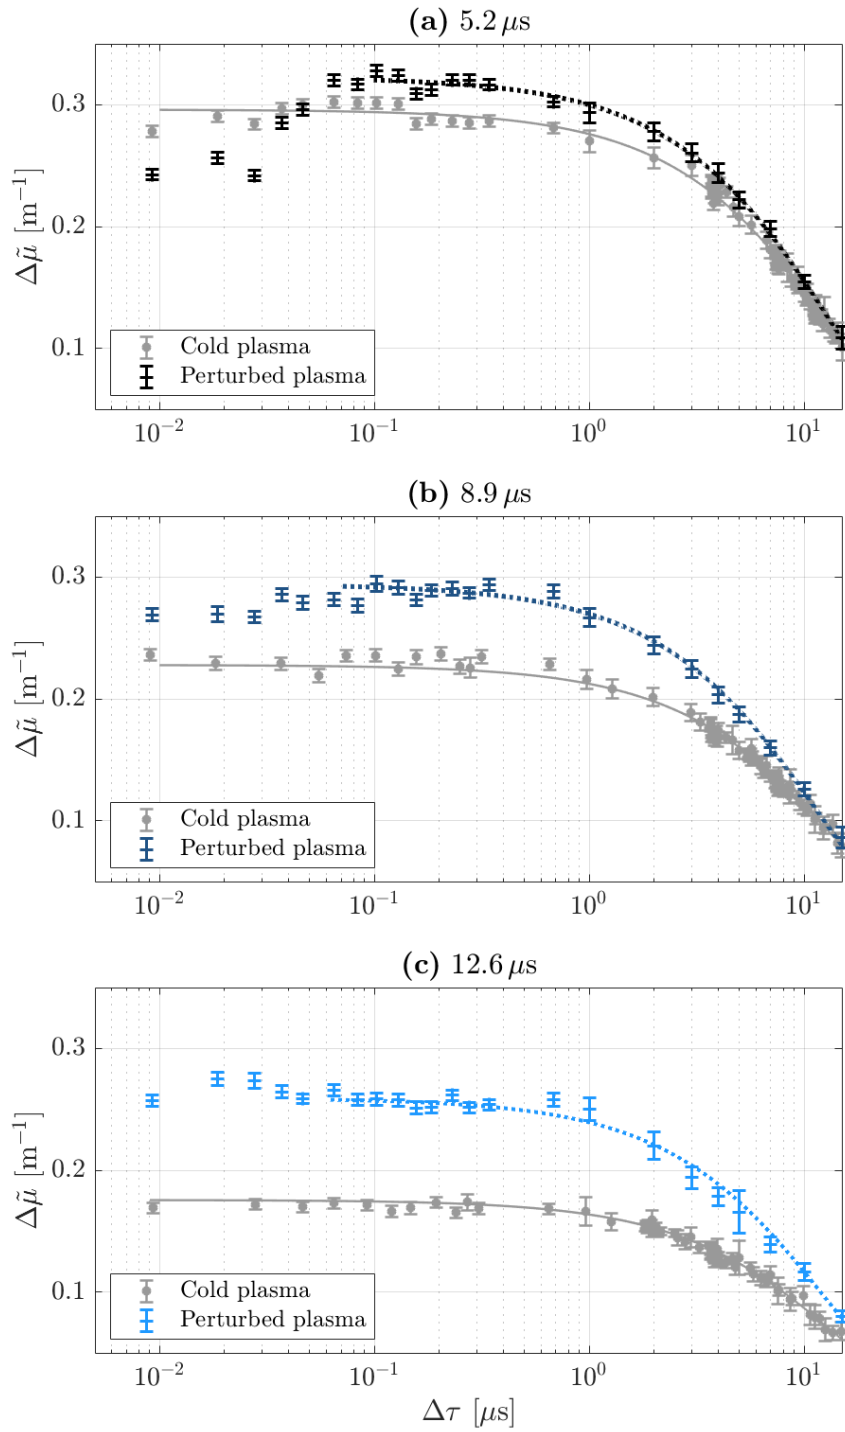 (a) 5.2 μs
0.3
0.2
0.1
Δμ̃ [m⁻¹]
Cold plasma
Perturbed plasma
10⁻² 10⁻¹ 10⁰ 10¹
(b) 8.9 μs
0.3
0.2
0.1
Δμ̃ [m⁻¹]
Cold plasma
Perturbed plasma
10⁻² 10⁻¹ 10⁰ 10¹
(c) 12.6 μs
0.3
0.2
0.1
Δμ̃ [m⁻¹]
Cold plasma
Perturbed plasma
10⁻² 10⁻¹ 10⁰ 10¹
Δτ [μs]